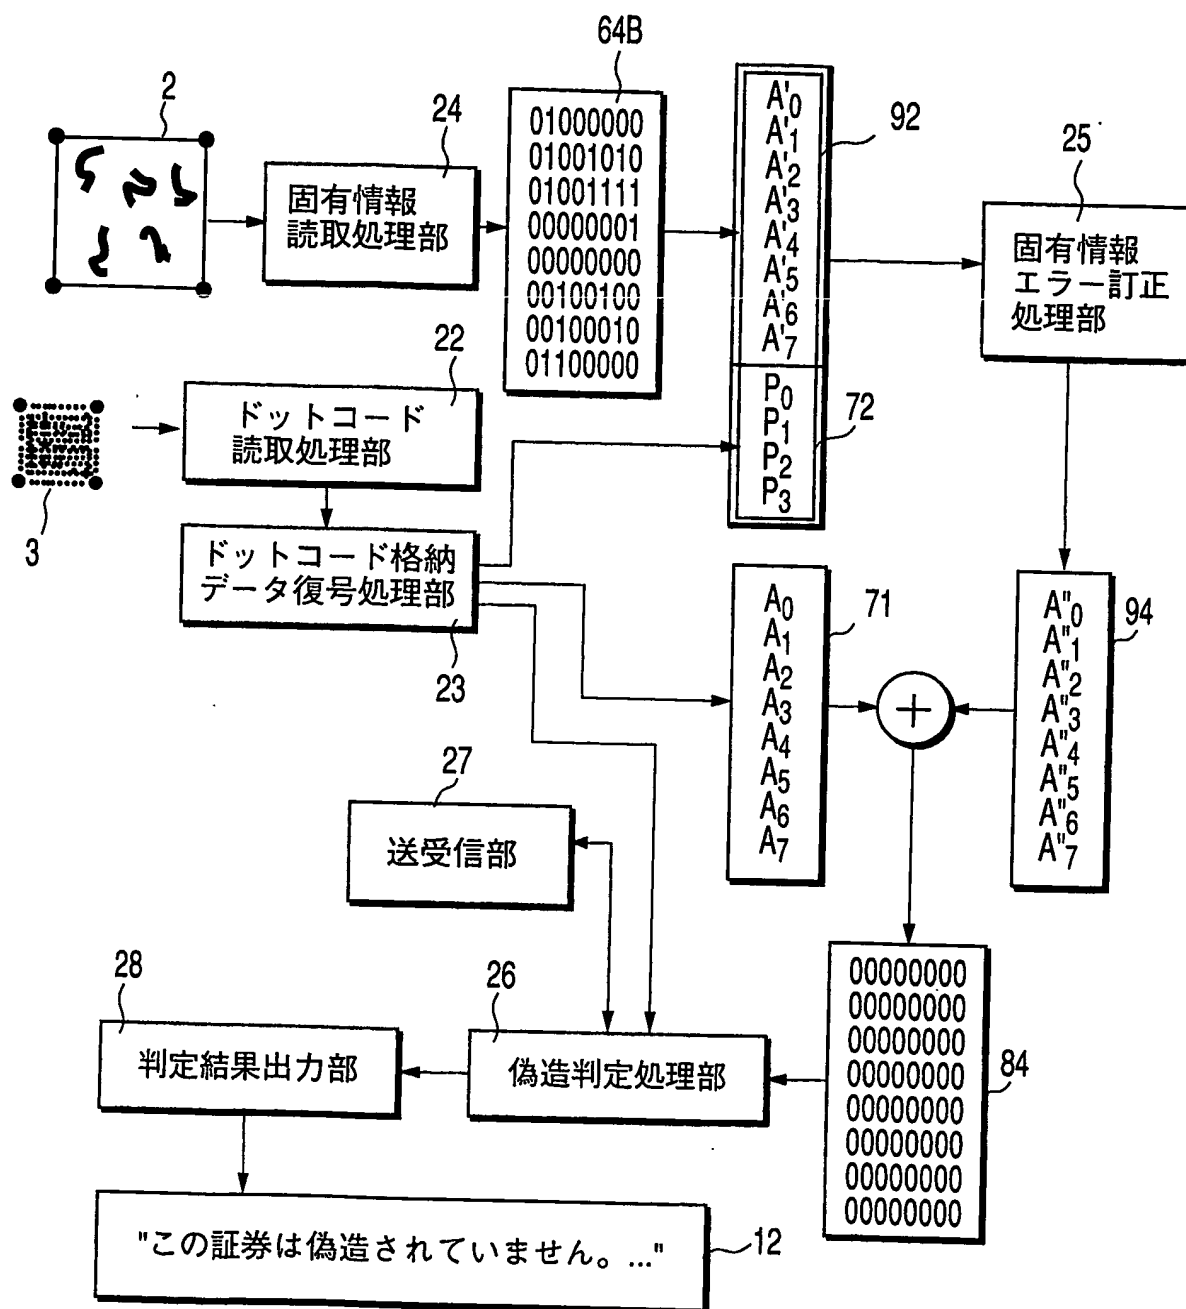 64B
2
24
92
25
固有情報
読取処理部
01000000
01001010
01001111
00000001
00000000
00100100
00100010
01100000
A'0
A'1
A'2
A'3
A'4
A'5
A'6
A'7
P0
P1
P2
P3
固有情報
エラー訂正
処理部
22
72
ドットコード
読取処理部
3
ドットコード格納
データ復号処理部
23
71
A0
A1
A2
A3
A4
A5
A6
A7
+
94
A"0
A"1
A"2
A"3
A"4
A"5
A"6
A"7
27
送受信部
28
判定結果出力部
26
偽造判定処理部
00000000
00000000
00000000
00000000
00000000
00000000
00000000
00000000
84
"この証券は偽造されていません。..."
12